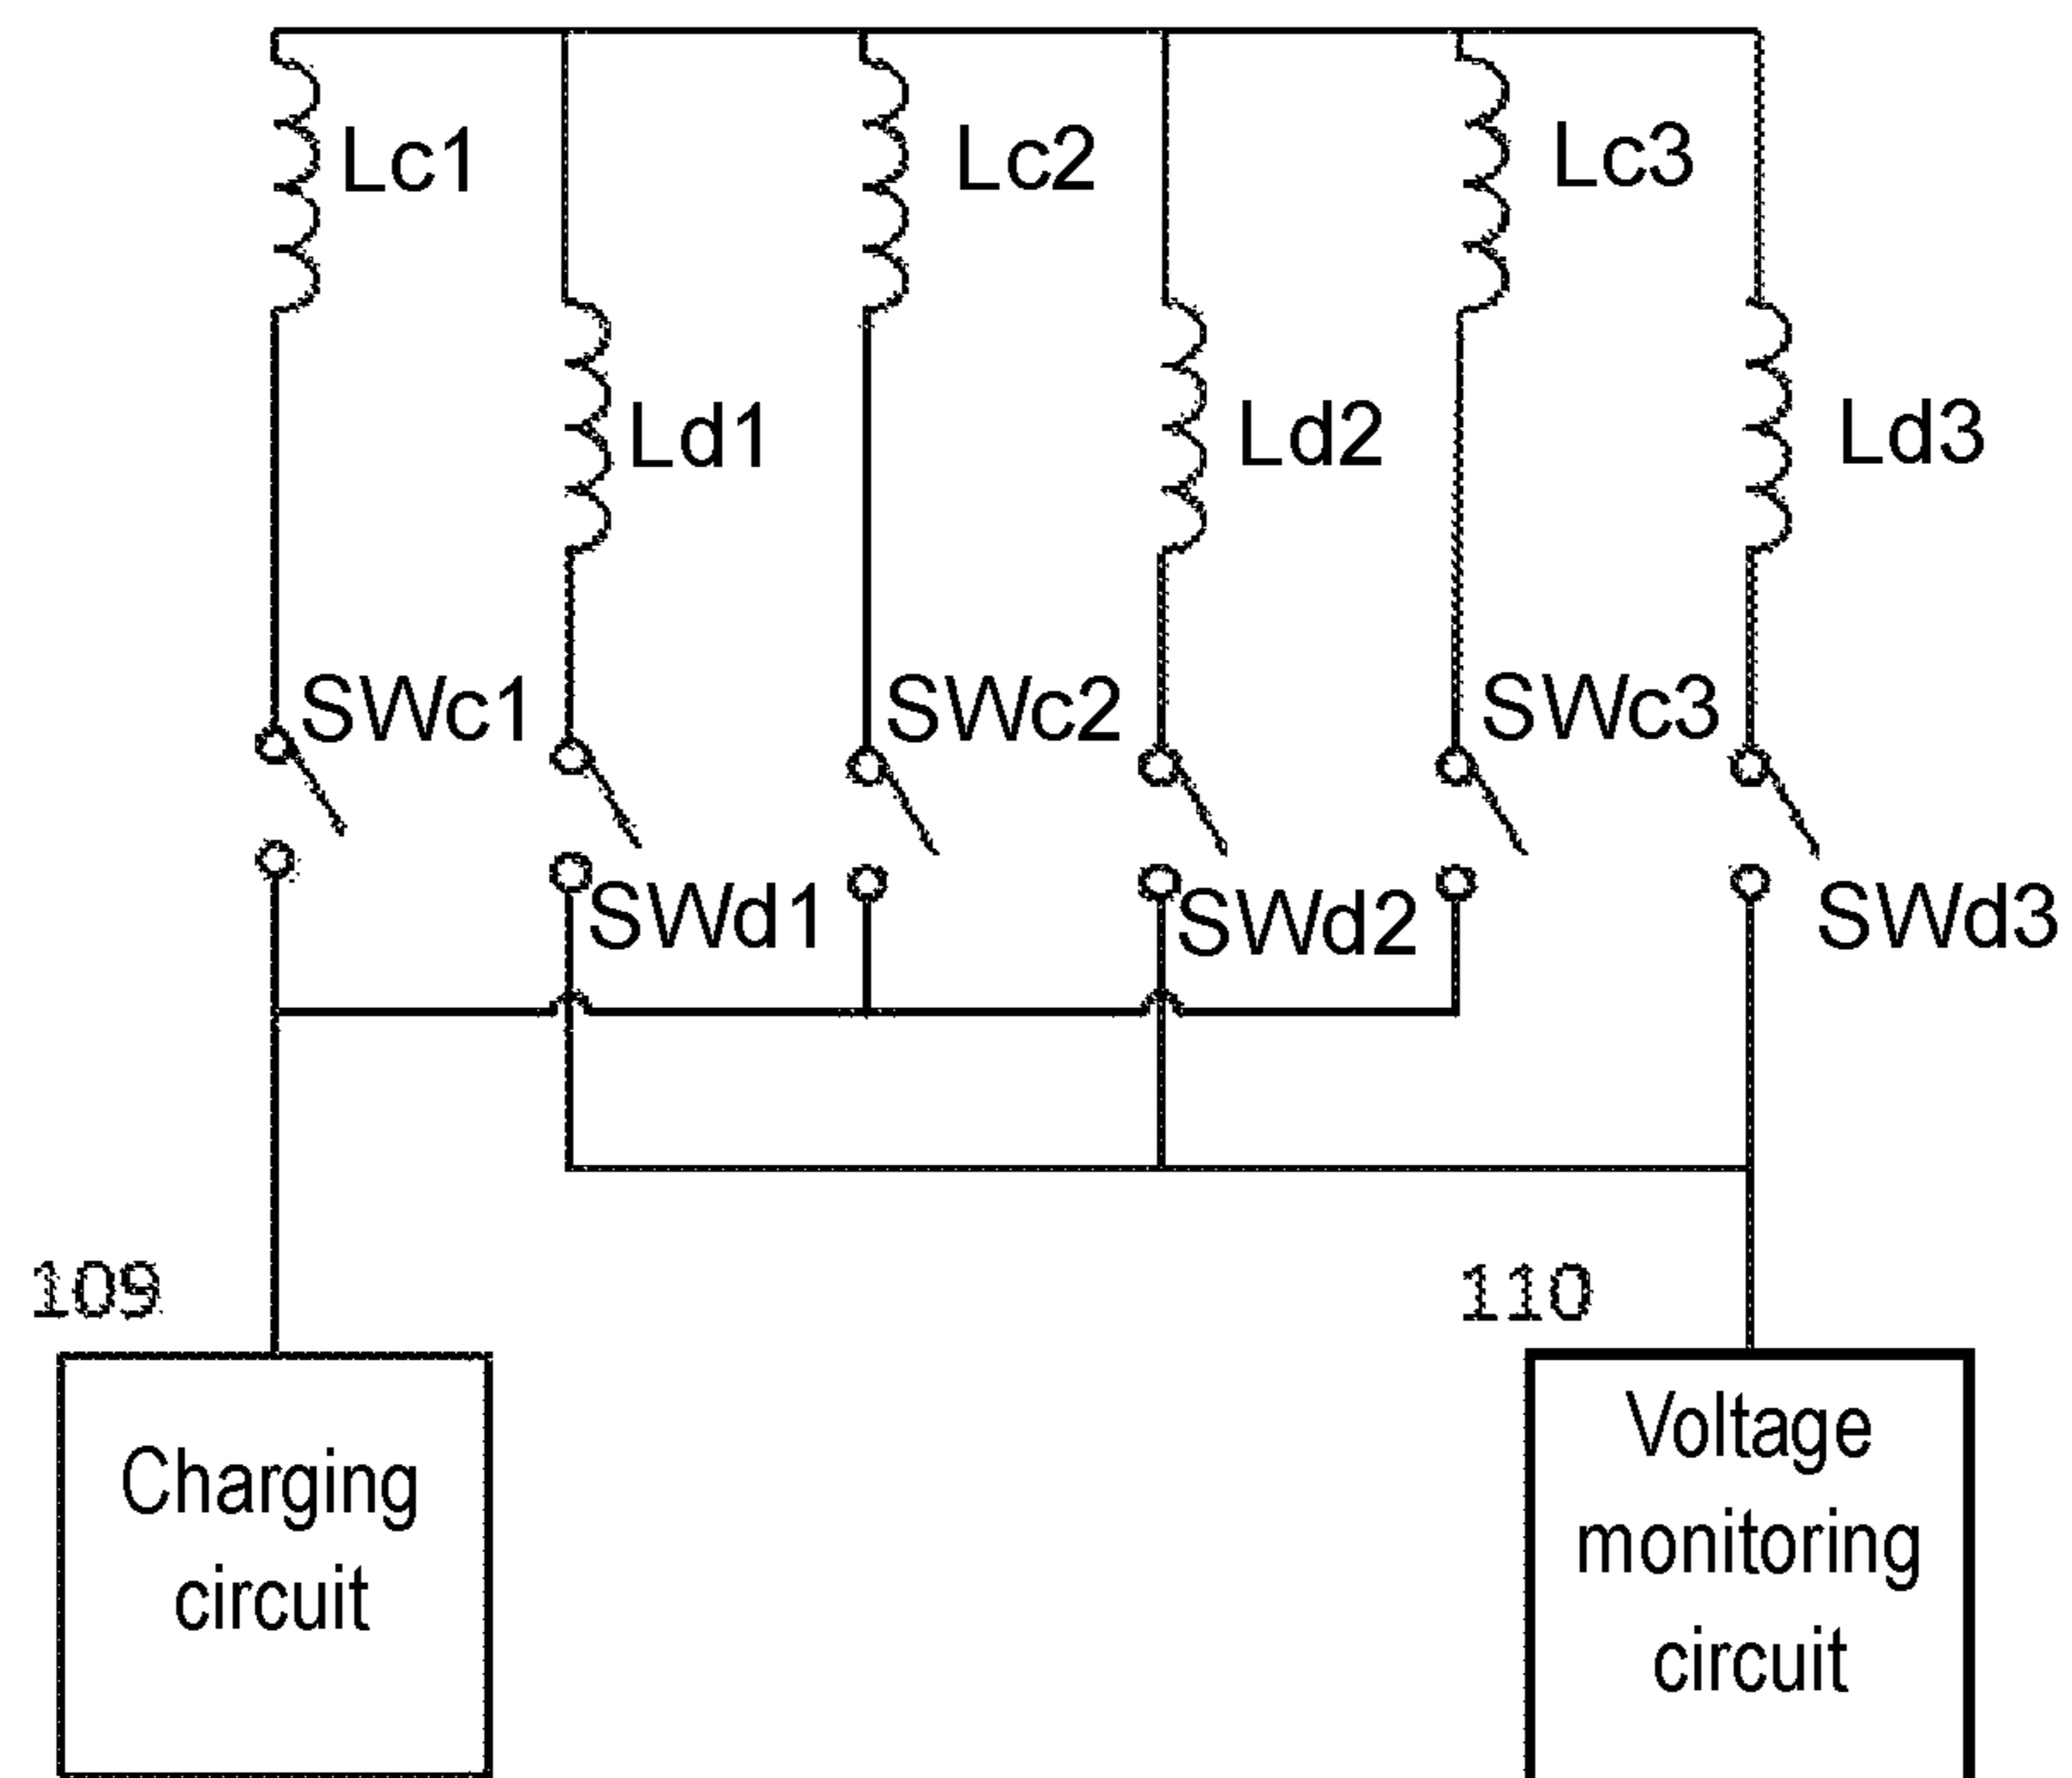 Lc1
Lc2
Lc3
Ld1
Ld2
Ld3
SWc1
SWc2
SWc3
SWd1
SWd2
SWd3
109
110
Charging
circuit
Voltage
monitoring
circuit